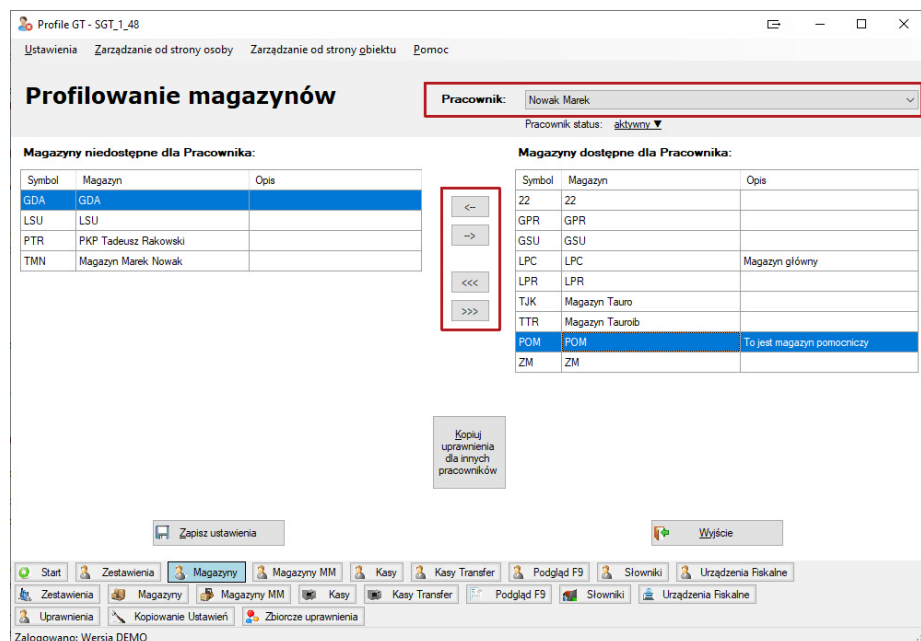 Profile GT - SGT_1_48
Ustawienia Zarządzanie od strony osoby Zarządzanie od strony obiektu Pomoc
Profilowanie magazynów
Pracownik: Nowak Marek
Pracownik status: aktywny ▼
Magazyny niedostępne dla Pracownika:
Symbol Magazyn Opis
GDA GDA
LSU LSU
PTR PKP Tadeusz Rakowski
TMN Magazyn Marek Nowak
<--
-->
<<<
>>>
Kopiuj
uprawnienia
dla innych
pracowników
Magazyny dostępne dla Pracownika:
Symbol Magazyn Opis
22 22
GPR GPR
GSU GSU
LPC LPC Magazyn główny
LPR LPR
TJK Magazyn Tauro
TTR Magazyn Tauroib
POM POM To jest magazyn pomocniczy
ZM ZM
Zapisz ustawienia Wyjście
Start Zestawienia Magazyny Magazyny MM Kasy Kasy Transfer Podgląd F9 Słowniki Urządzenia Fiskalne
Zestawienia Magazyny Magazyny MM Kasy Kasy Transfer Podgląd F9 Słowniki Urządzenia Fiskalne
Uprawnienia Kopiowanie Ustawień Zbiorcze uprawnienia
Zalogowano: Wersja DEMO